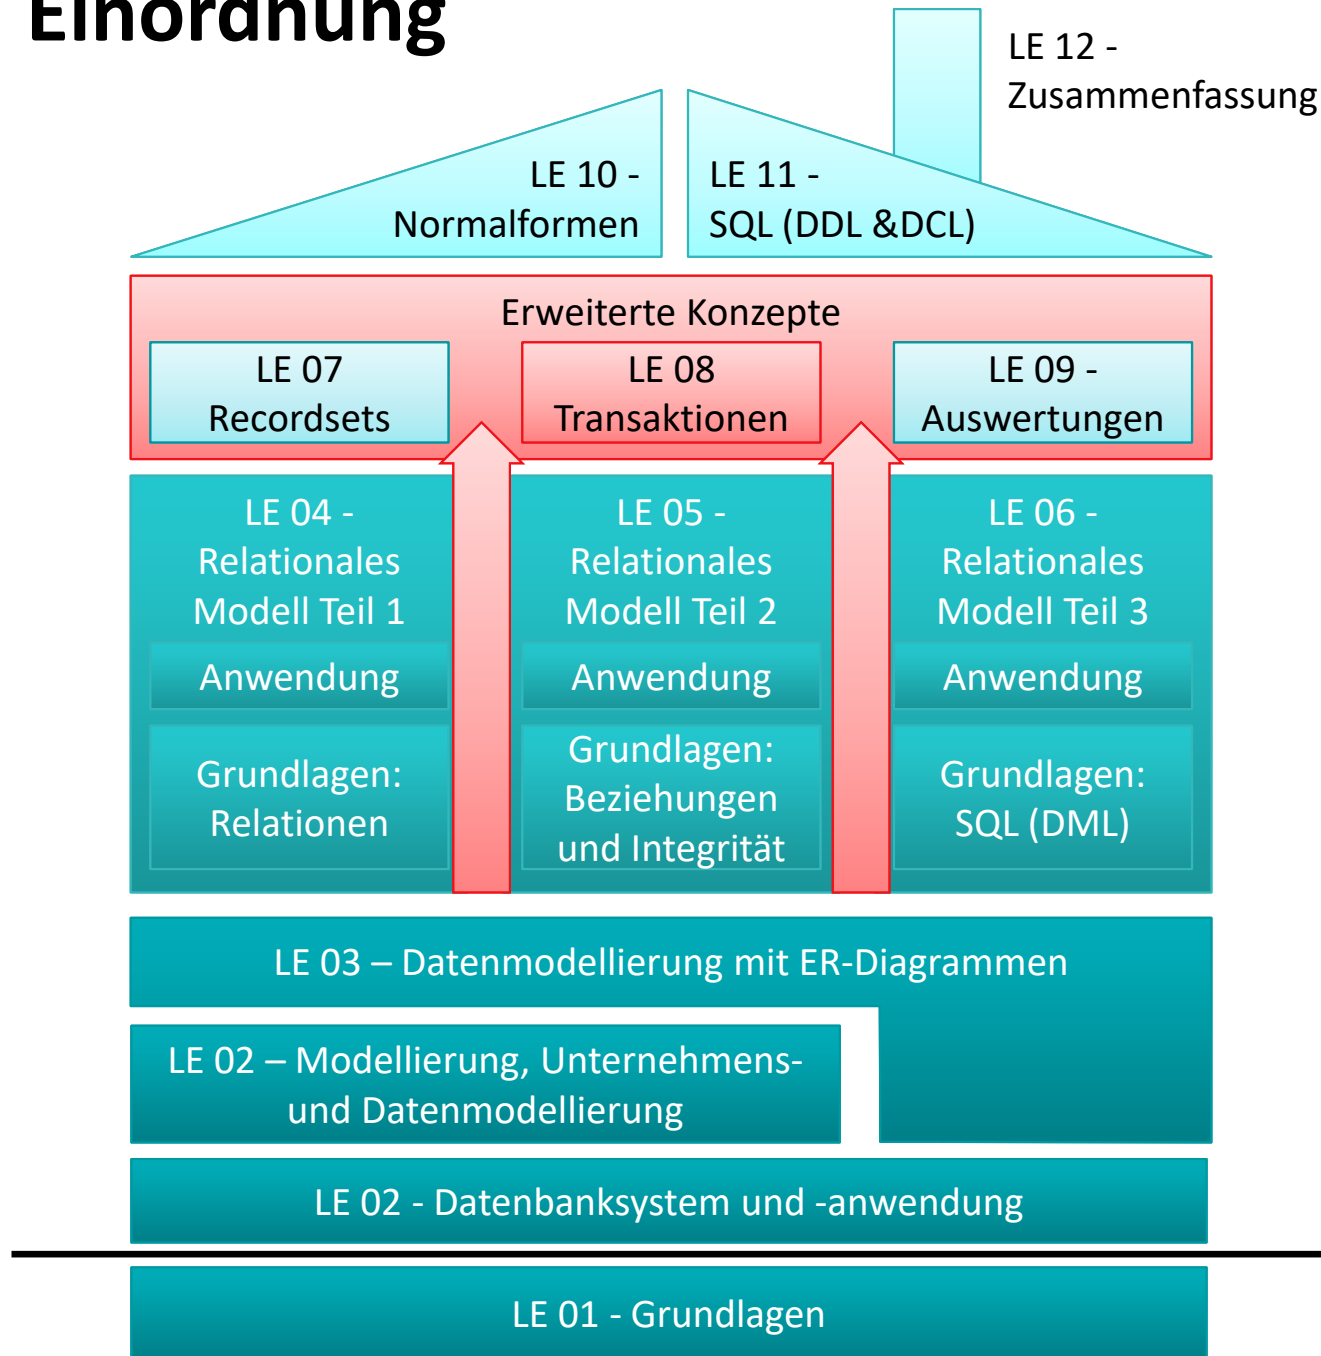 Einordnung
LE 12 -
Zusammenfassung
LE 10 -
Normalformen
LE 11 -
SQL (DDL &DCL)
Erweiterte Konzepte
LE 07
Recordsets
LE 08
Transaktionen
LE 09 -
Auswertungen
LE 04 -
Relationales
Modell Teil 1
Anwendung
Grundlagen:
Relationen
LE 05 -
Relationales
Modell Teil 2
Anwendung
Grundlagen:
Beziehungen
und Integrität
LE 06 -
Relationales
Modell Teil 3
Anwendung
Grundlagen:
SQL (DML)
LE 03 – Datenmodellierung mit ER-Diagrammen
LE 02 – Modellierung, Unternehmens-
und Datenmodellierung
LE 02 - Datenbanksystem und -anwendung
LE 01 - Grundlagen